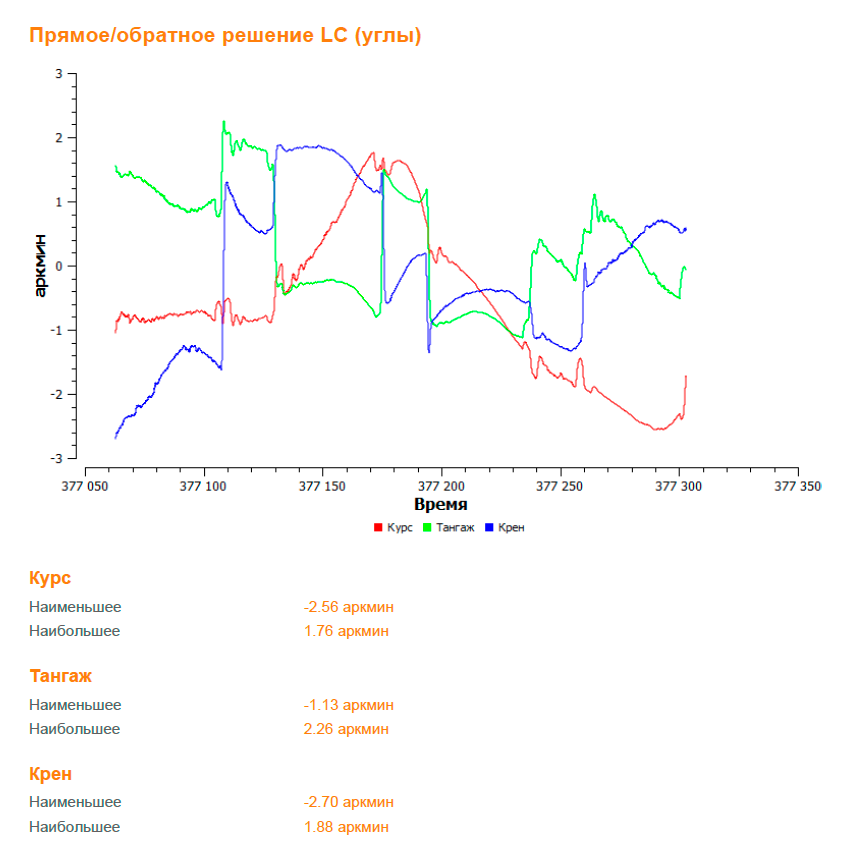 Прямое/обратное решение LC (углы)
3
2
1
0
-1
-2
-3
аркмин
377 050 377 100 377 150 377 200 377 250 377 300 377 350
Время
Курс Тангаж Крен
Курс
Наименьшее -2.56 аркмин
Наибольшее 1.76 аркмин
Тангаж
Наименьшее -1.13 аркмин
Наибольшее 2.26 аркмин
Крен
Наименьшее -2.70 аркмин
Наибольшее 1.88 аркмин